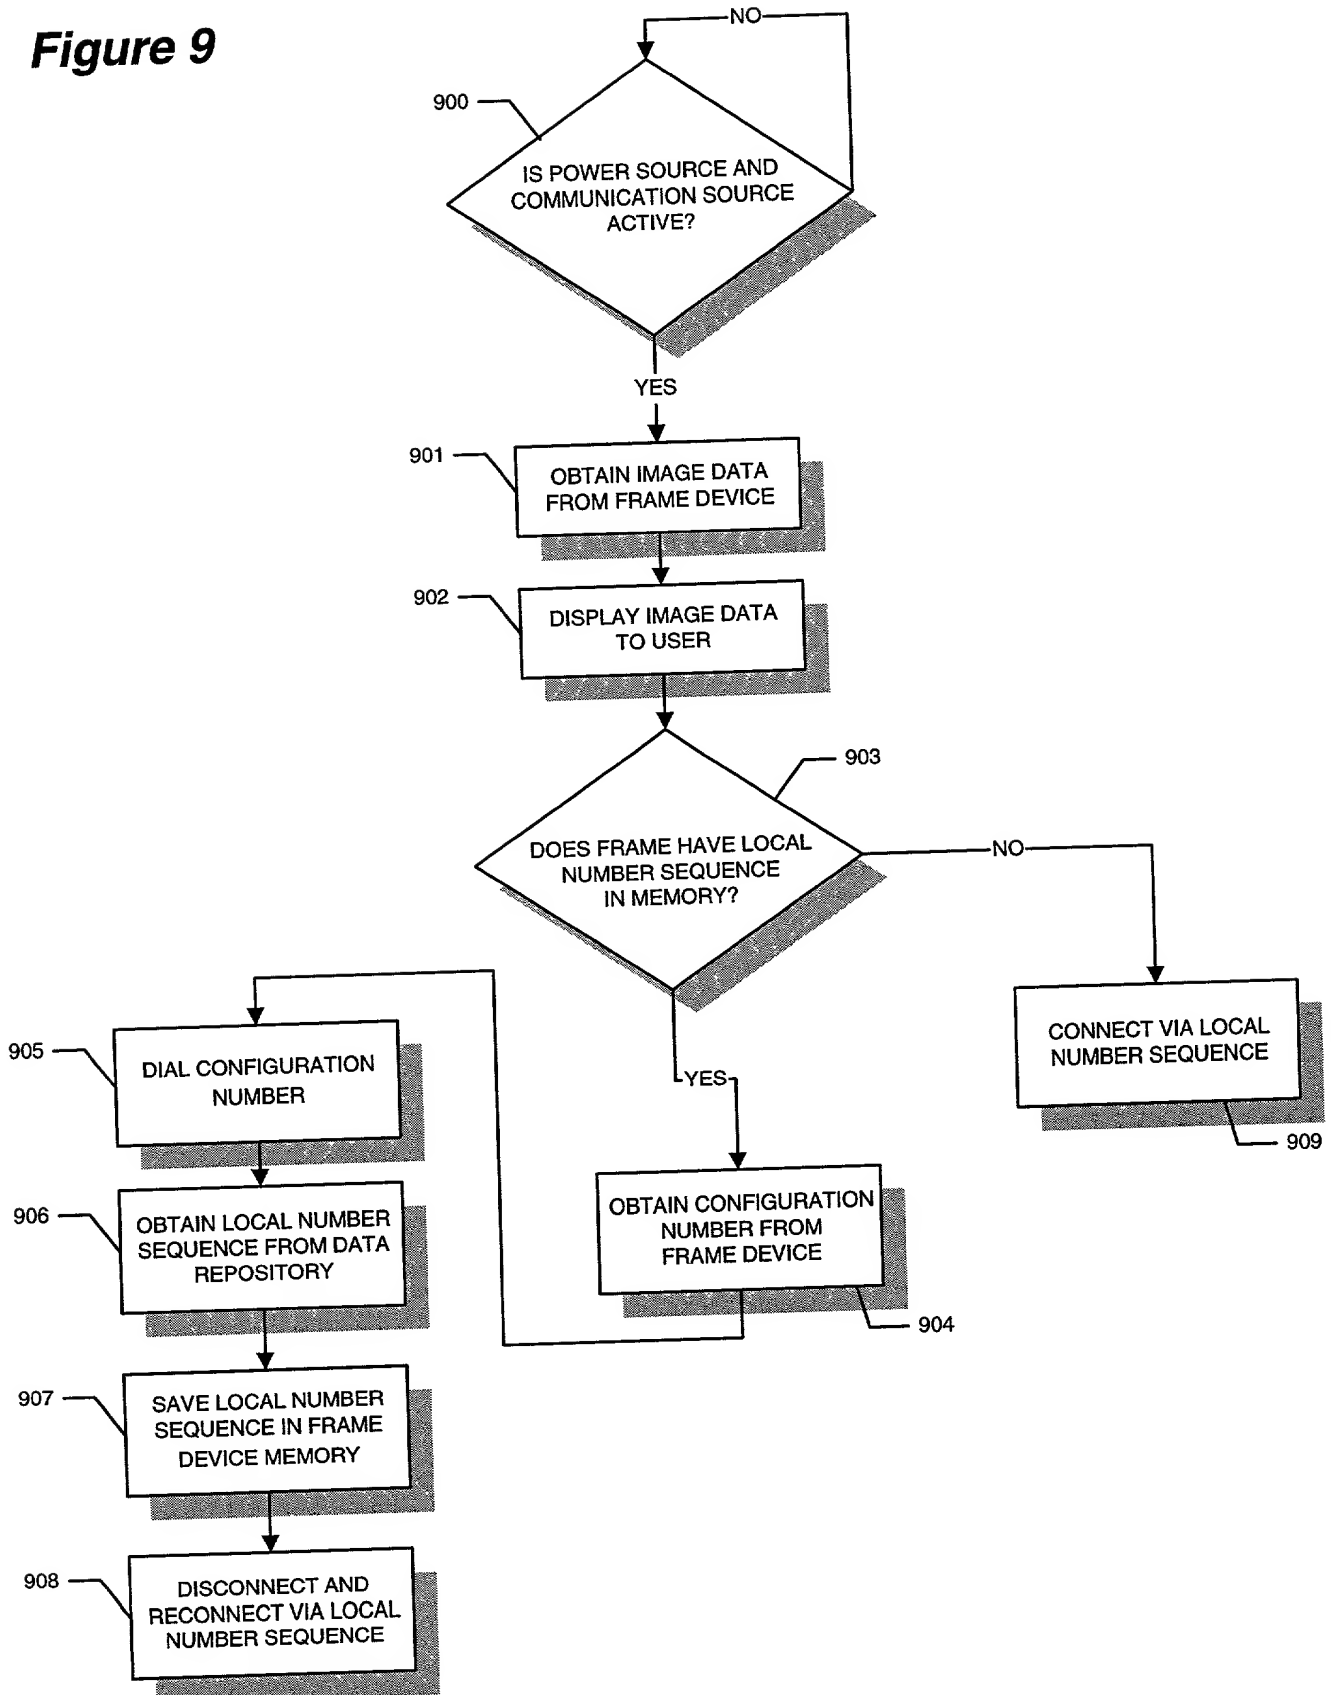 Figure 9
NO
900
IS POWER SOURCE AND
COMMUNICATION SOURCE
ACTIVE?
YES
901
OBTAIN IMAGE DATA
FROM FRAME DEVICE
902
DISPLAY IMAGE DATA
TO USER
903
DOES FRAME HAVE LOCAL
NUMBER SEQUENCE
IN MEMORY?
NO
CONNECT VIA LOCAL
NUMBER SEQUENCE
909
YES
OBTAIN CONFIGURATION
NUMBER FROM
FRAME DEVICE
904
905
DIAL CONFIGURATION
NUMBER
906
OBTAIN LOCAL NUMBER
SEQUENCE FROM DATA
REPOSITORY
907
SAVE LOCAL NUMBER
SEQUENCE IN FRAME
DEVICE MEMORY
908
DISCONNECT AND
RECONNECT VIA LOCAL
NUMBER SEQUENCE